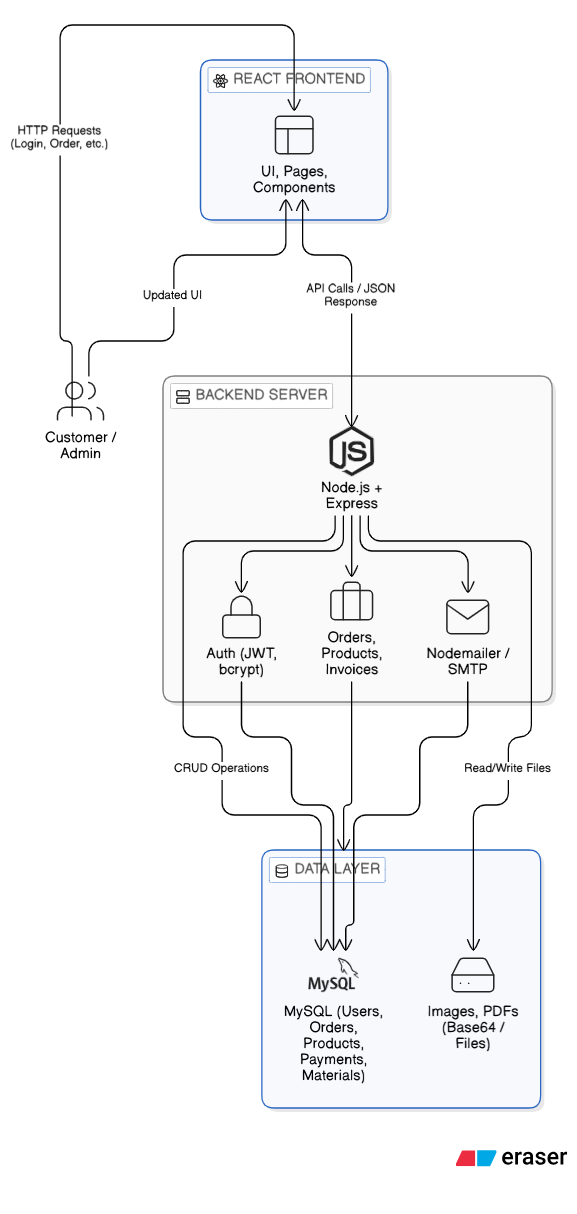 REACT FRONTEND
HTTP Requests
(Login, Order, etc.)
UI, Pages,
Components
Updated UI
API Calls / JSON
Response
BACKEND SERVER
JS
Customer /
Admin
Node.js +
Express
Auth (JWT,
bcrypt)
Orders,
Products,
Invoices
Nodemailer /
SMTP
CRUD Operations
Read/Write Files
DATA LAYER
MySQL
MySQL (Users,
Orders,
Products,
Payments,
Materials)
Images, PDFs
(Base64 /
Files)
eraser